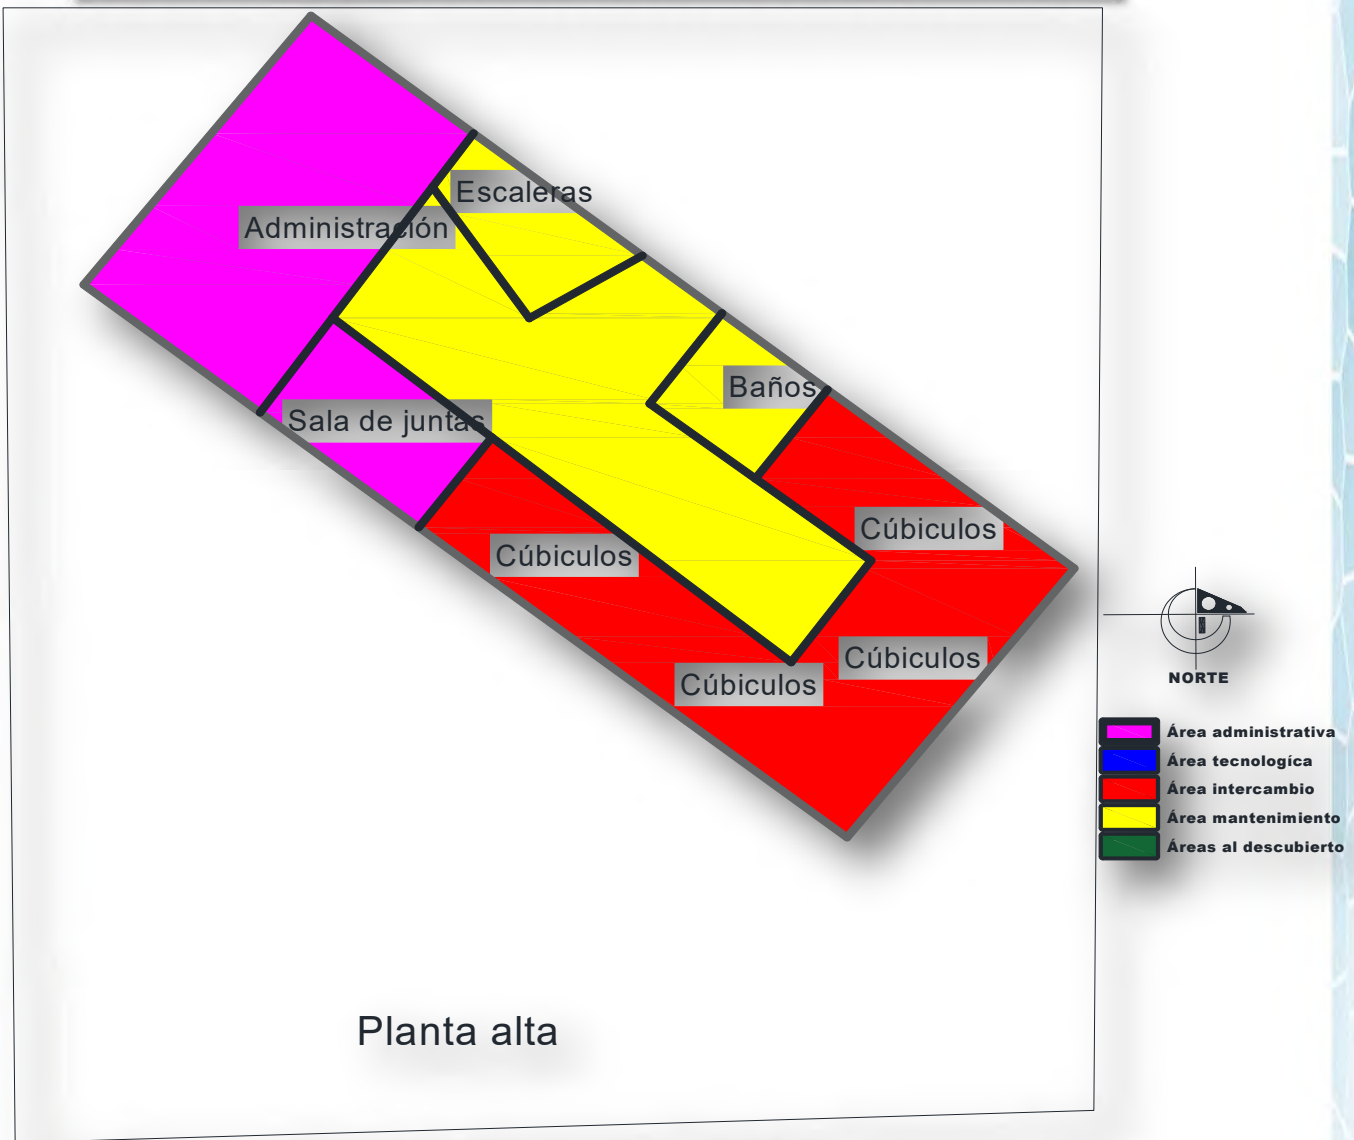 Escaleras
Administración
Baños
Sala de juntas
Cúbiculos
Cúbiculos
Cúbiculos
Cúbiculos
NORTE
Área administrativa
Área tecnologíca
Área intercambio
Área mantenimiento
Áreas al descubierto
Planta alta